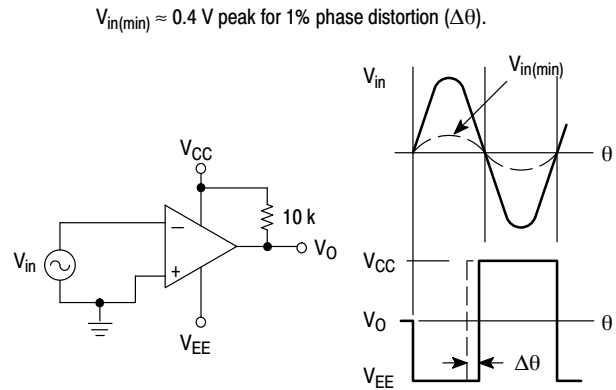 V_in(min) ≈ 0.4 V peak for 1% phase distortion (Δθ).
V_in
V_in(min)
θ
V_CC
10 k
−
+
V_in
V_O
V_EE
V_CC
V_O
θ
Δθ
V_EE